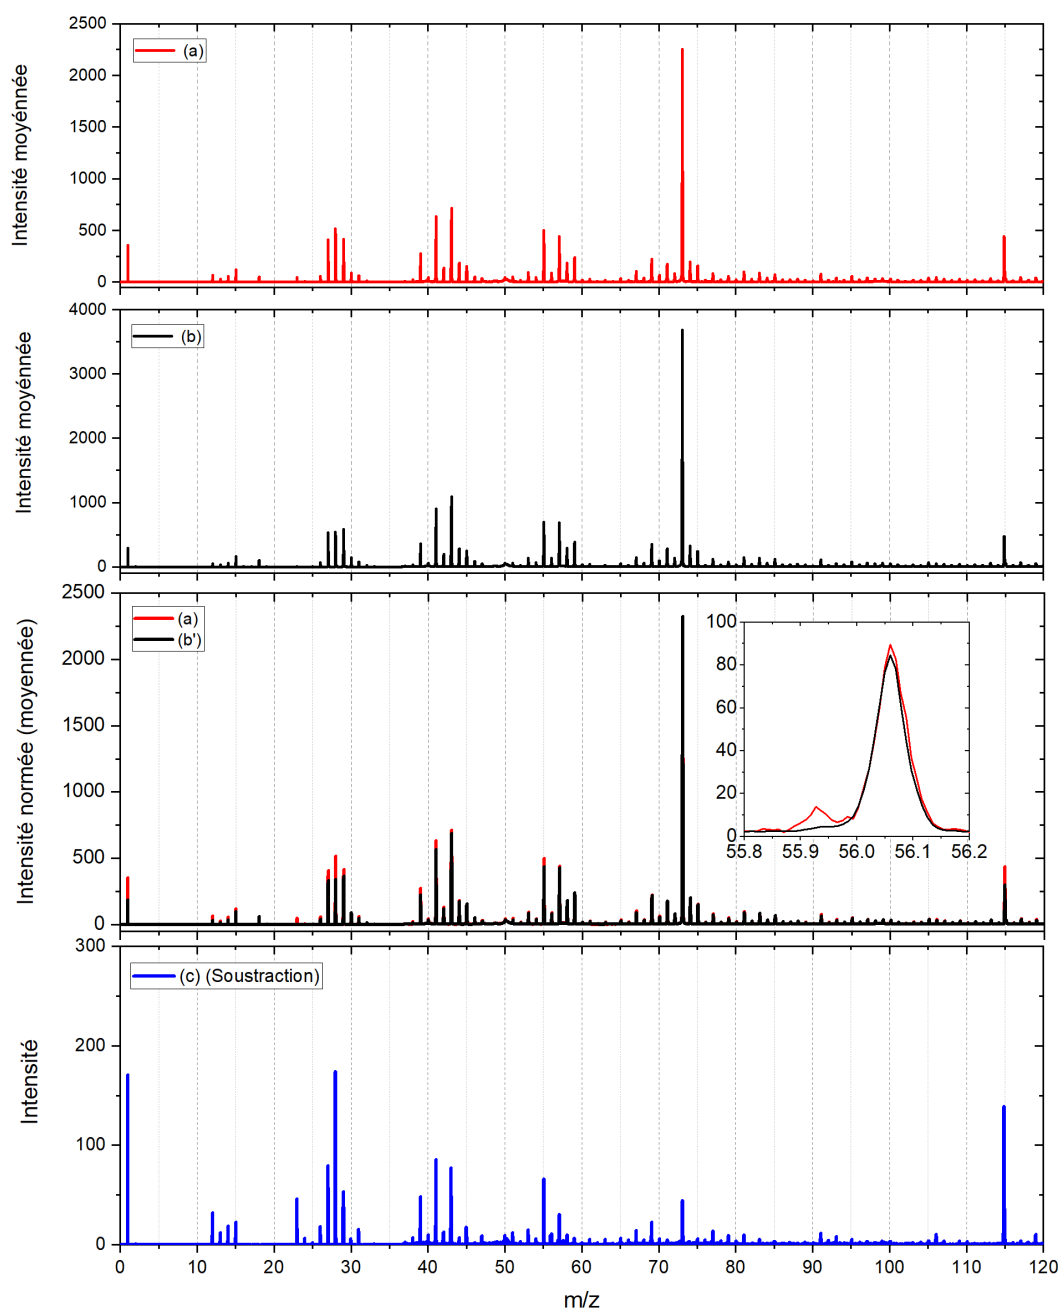 2500
2000
1500
1000
500
0
Intensité moyénnée
(a)
4000
3000
2000
1000
0
Intensité moyénnée
(b)
2500
2000
1500
1000
500
0
Intensité normée (moyennée)
(a)
(b')
100
80
60
40
20
0
55.8 55.9 56.0 56.1 56.2
300
200
100
0
Intensité
(c) (Soustraction)
0 10 20 30 40 50 60 70 80 90 100 110 120
m/z